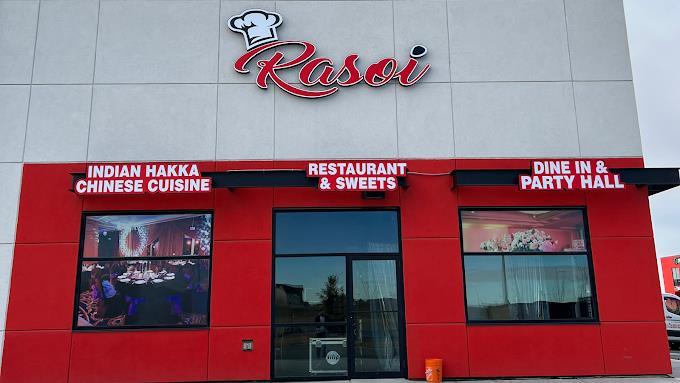 Rasoi
INDIAN HAKKA
CHINESE CUISINE
RESTAURANT
& SWEETS
DINE IN &
PARTY HALL